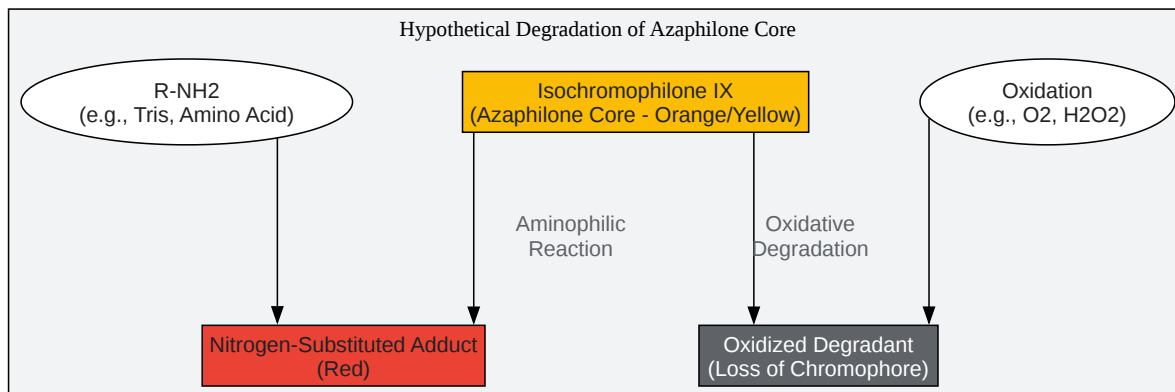 Hypothetical Degradation of Azaphilone Core
R-NH2
(e.g., Tris, Amino Acid)
Isochromophilone IX
(Azaphilone Core - Orange/Yellow)
Oxidation
(e.g., O2, H2O2)
Aminophilic
Reaction
Oxidative
Degradation
Nitrogen-Substituted Adduct
(Red)
Oxidized Degradant
(Loss of Chromophore)